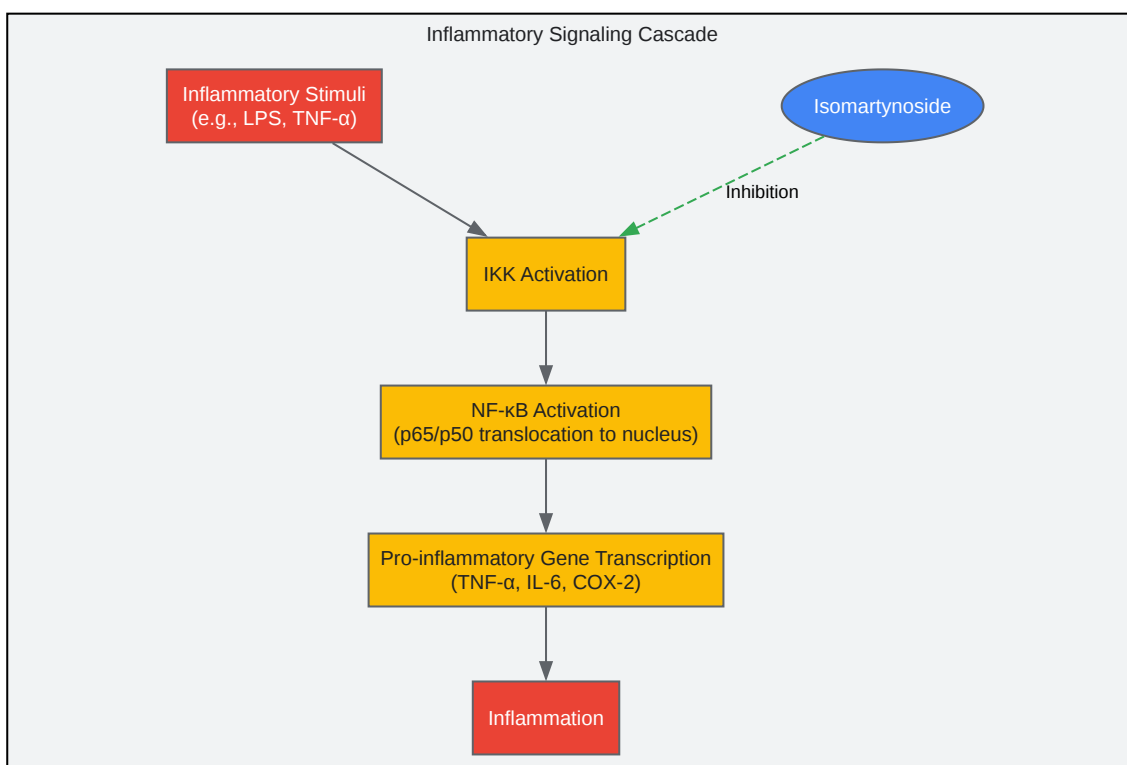 Inflammatory Signaling Cascade
Inflammatory Stimuli
(e.g., LPS, TNF-α)
Isomartynoside
Inhibition
IKK Activation
NF-κB Activation
(p65/p50 translocation to nucleus)
Pro-inflammatory Gene Transcription
(TNF-α, IL-6, COX-2)
Inflammation